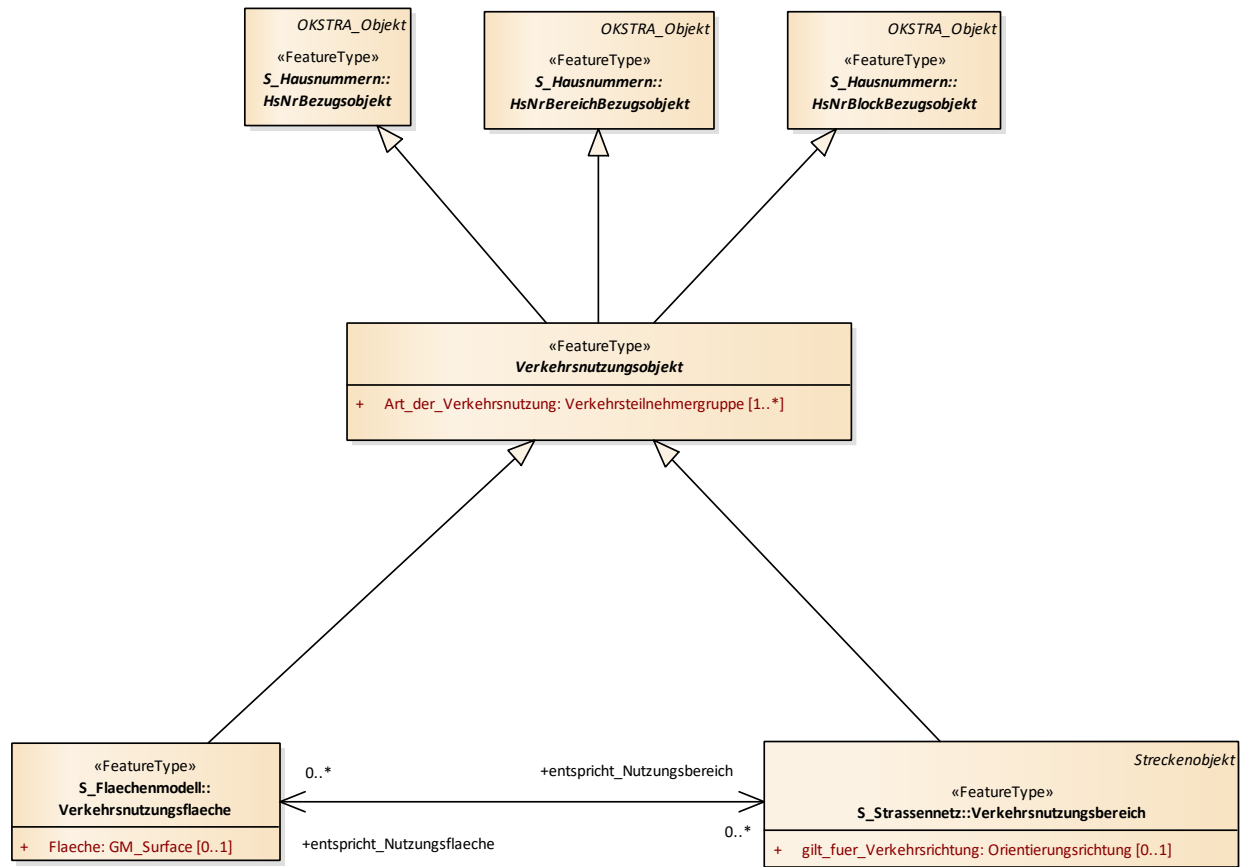 OKSTRA_Objekt
«FeatureType»
S_Hausnummern::
HsNrBezugsobjekt
OKSTRA_Objekt
«FeatureType»
S_Hausnummern::
HsNrBereichBezugsobjekt
OKSTRA_Objekt
«FeatureType»
S_Hausnummern::
HsNrBlockBezugsobjekt
«FeatureType»
Verkehrsnutzungsobjekt
+ Art_der_Verkehrsnutzung: Verkehrsteilnehmergruppe [1..*]
«FeatureType»
S_Flaechenmodell::
Verkehrsnutzungsflaeche
+ Flaeche: GM_Surface [0..1]
0..*
+entspricht_Nutzungsbereich
+entspricht_Nutzungsflaeche
0..*
Streckenobjekt
«FeatureType»
S_Strassennetz::Verkehrsnutzungsbereich
+ gilt_fuer_Verkehrsrichtung: Orientierungsrichtung [0..1]